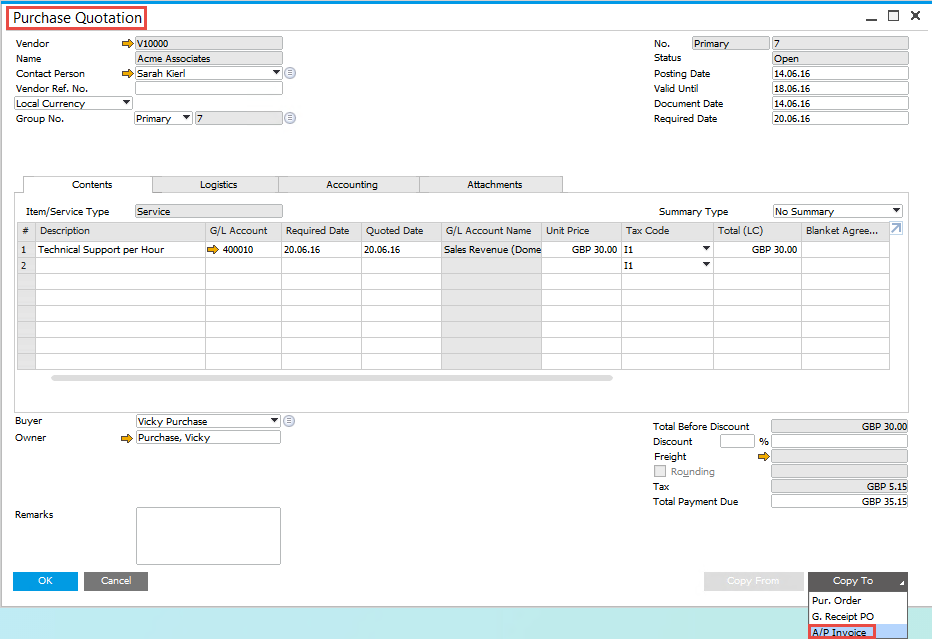 Purchase Quotation
Vendor V10000
Name Acme Associates
Contact Person Sarah Kierl
Vendor Ref. No.
Local Currency
Group No. Primary 7
No. Primary 7
Status Open
Posting Date 14.06.16
Valid Until 18.06.16
Document Date 14.06.16
Required Date 20.06.16
Contents Logistics Accounting Attachments
Item/Service Type Service Summary Type No Summary
# Description G/L Account Required Date Quoted Date G/L Account Name Unit Price Tax Code Total (LC) Blanket Agree...
1 Technical Support per Hour 400010 20.06.16 20.06.16 Sales Revenue (Dome GBP 30.00 I1 GBP 30.00
2 I1
Buyer Vicky Purchase
Owner Purchase, Vicky
Remarks
Total Before Discount GBP 30.00
Discount %
Freight
Rounding
Tax GBP 5.15
Total Payment Due GBP 35.15
OK Cancel Copy From Copy To
Pur. Order
G. Receipt PO
A/P Invoice